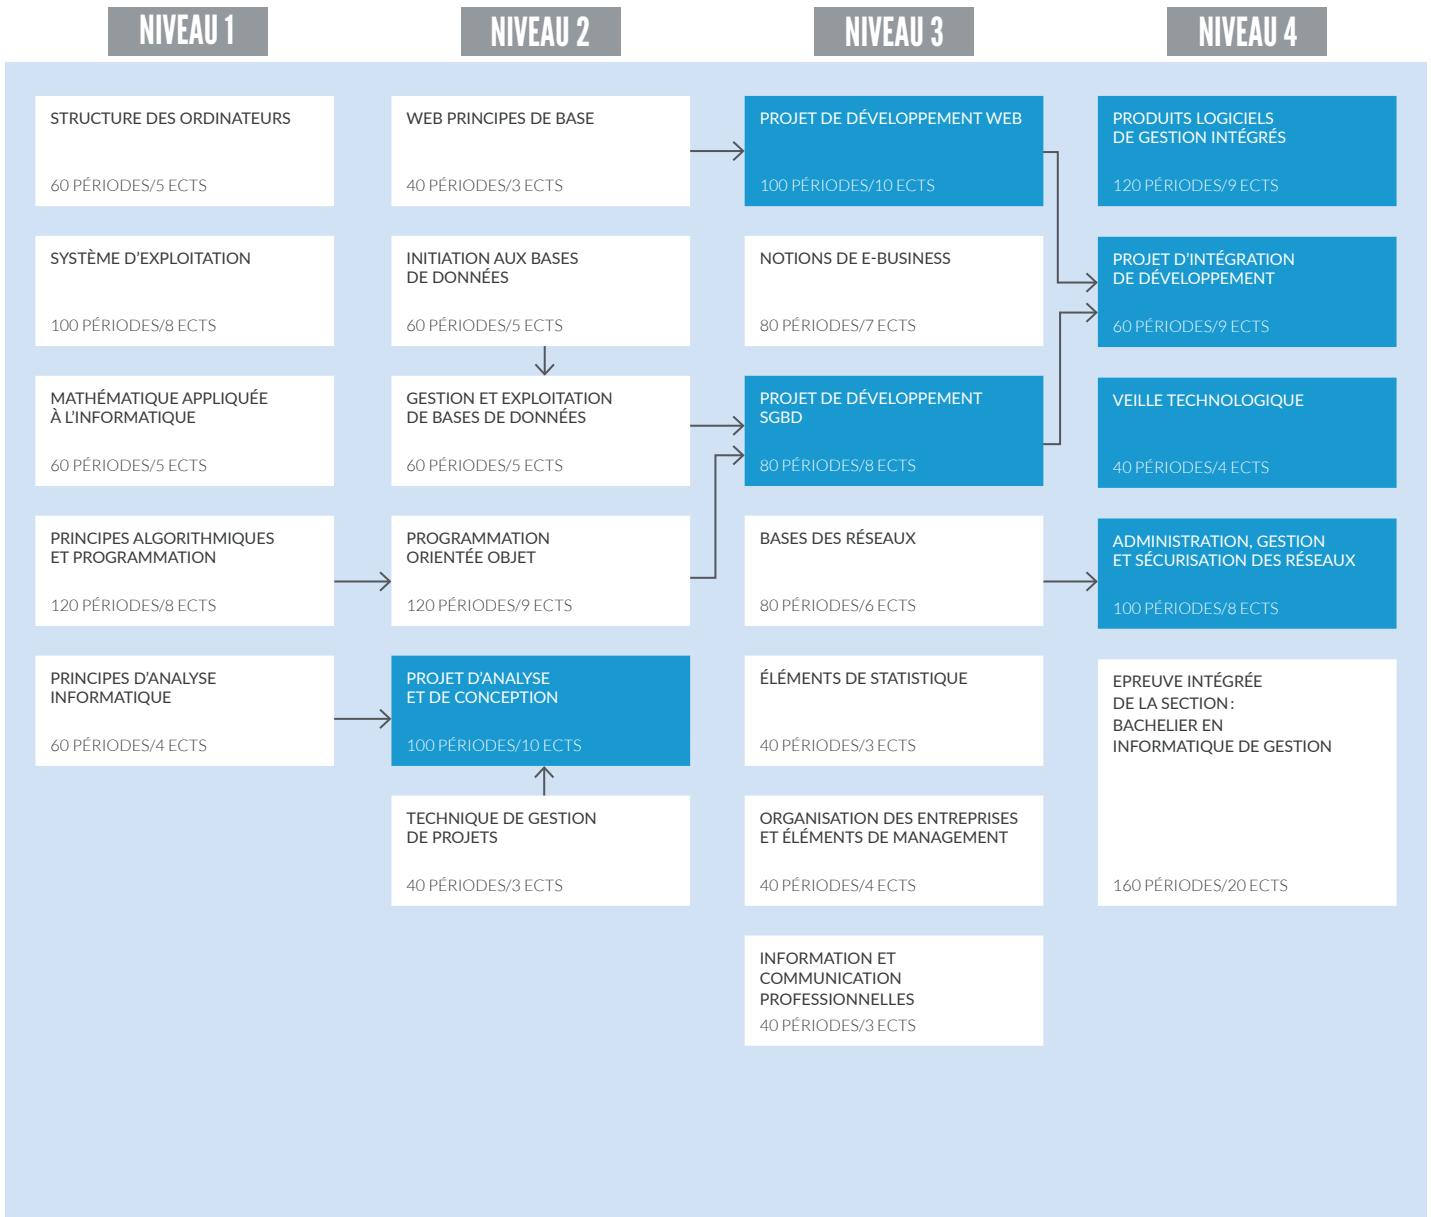 NIVEAU 1
NIVEAU 2
NIVEAU 3
NIVEAU 4
STRUCTURE DES ORDINATEURS
60 PÉRIODES/5 ECTS
SYSTÈME D'EXPLOITATION
100 PÉRIODES/8 ECTS
MATHÉMATIQUE APPLIQUÉE
À L'INFORMATIQUE
60 PÉRIODES/5 ECTS
PRINCIPES ALGORITHMIQUES
ET PROGRAMMATION
120 PÉRIODES/8 ECTS
PRINCIPES D'ANALYSE
INFORMATIQUE
60 PÉRIODES/4 ECTS
WEB PRINCIPES DE BASE
40 PÉRIODES/3 ECTS
INITIATION AUX BASES
DE DONNÉES
60 PÉRIODES/5 ECTS
GESTION ET EXPLOITATION
DE BASES DE DONNÉES
60 PÉRIODES/5 ECTS
PROGRAMMATION
ORIENTÉE OBJET
120 PÉRIODES/9 ECTS
PROJET D'ANALYSE
ET DE CONCEPTION
100 PÉRIODES/10 ECTS
TECHNIQUE DE GESTION
DE PROJETS
40 PÉRIODES/3 ECTS
PROJET DE DÉVELOPPEMENT WEB
100 PÉRIODES/10 ECTS
NOTIONS DE E-BUSINESS
80 PÉRIODES/7 ECTS
PROJET DE DÉVELOPPEMENT
SGBD
80 PÉRIODES/8 ECTS
BASES DES RÉSEAUX
80 PÉRIODES/6 ECTS
ÉLÉMENTS DE STATISTIQUE
40 PÉRIODES/3 ECTS
ORGANISATION DES ENTREPRISES
ET ÉLÉMENTS DE MANAGEMENT
40 PÉRIODES/4 ECTS
INFORMATION ET
COMMUNICATION
PROFESSIONNELLES
40 PÉRIODES/3 ECTS
PRODUITS LOGICIELS
DE GESTION INTÉGRÉS
120 PÉRIODES/9 ECTS
PROJET D'INTÉGRATION
DE DÉVELOPPEMENT
60 PÉRIODES/9 ECTS
VEILLE TECHNOLOGIQUE
40 PÉRIODES/4 ECTS
ADMINISTRATION, GESTION
ET SÉCURISATION DES RÉSEAUX
100 PÉRIODES/8 ECTS
EPREUVE INTÉGRÉE
DE LA SECTION :
BACHELIER EN
INFORMATIQUE DE GESTION
160 PÉRIODES/20 ECTS